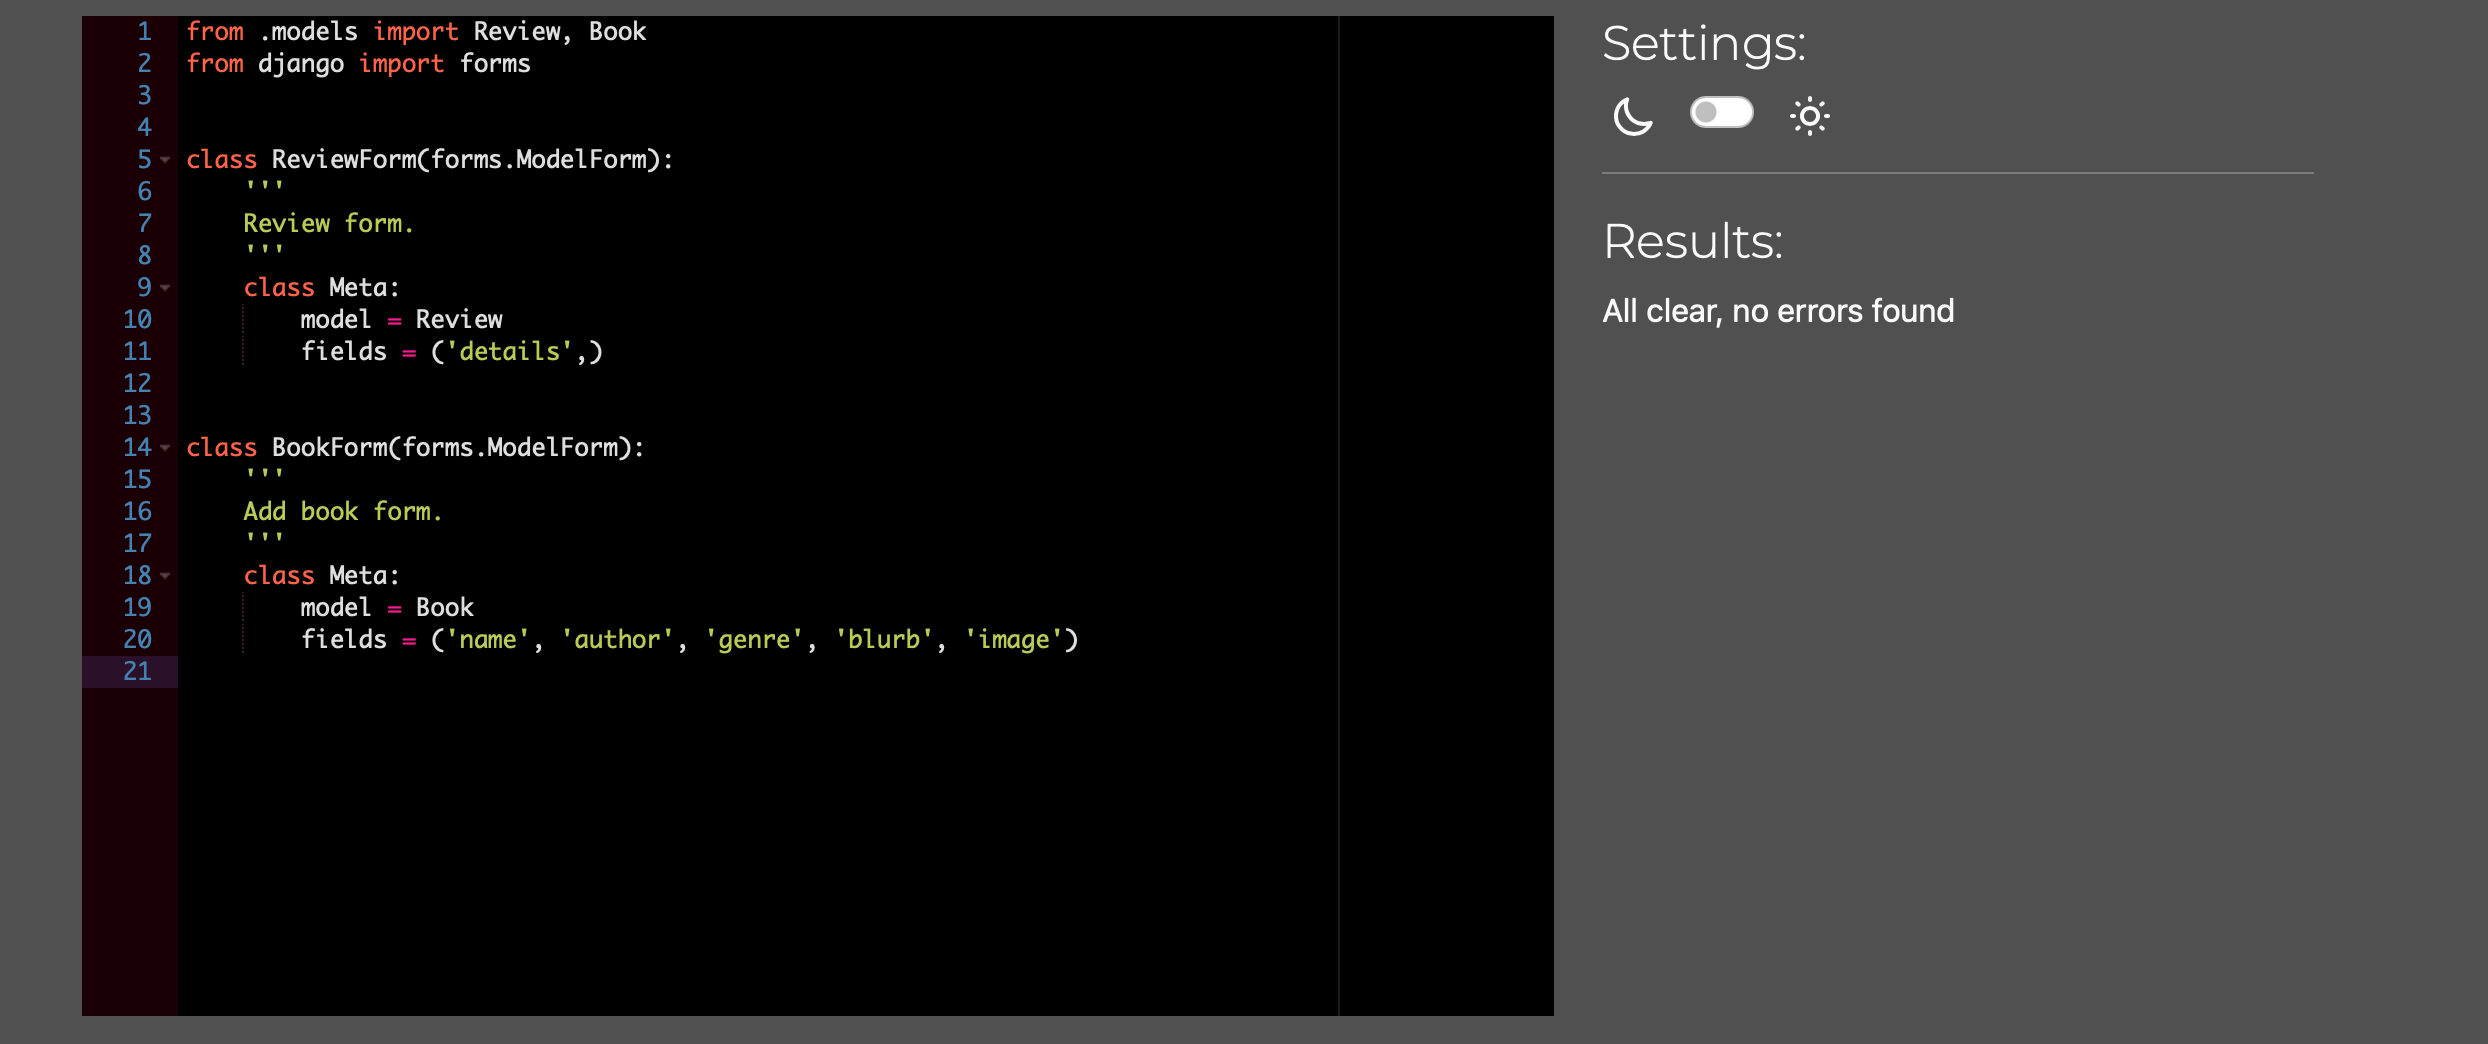 1 from .models import Review, Book
2 from django import forms
3
4
5 class ReviewForm(forms.ModelForm):
6     '''
7     Review form.
8     '''
9     class Meta:
10         model = Review
11         fields = ('details',)
12
13
14 class BookForm(forms.ModelForm):
15     '''
16     Add book form.
17     '''
18     class Meta:
19         model = Book
20         fields = ('name', 'author', 'genre', 'blurb', 'image')
21
Settings:
Results:
All clear, no errors found